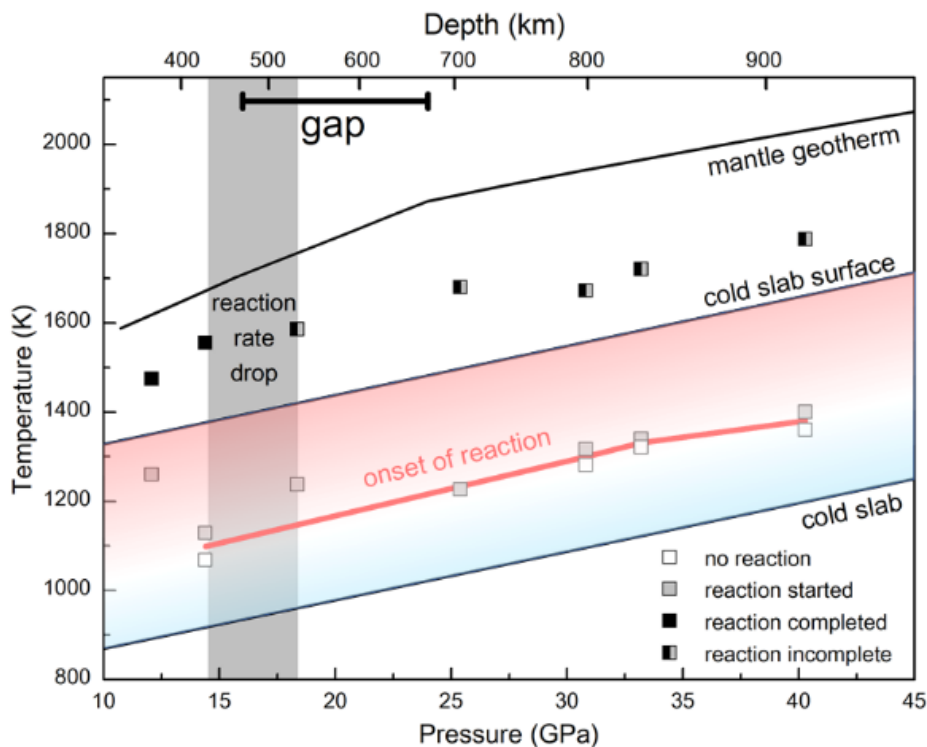 Depth (km)
400 500 600 700 800 900
gap
mantle geotherm
reaction
rate
drop
cold slab surface
onset of reaction
cold slab
no reaction
reaction started
reaction completed
reaction incomplete
Temperature (K)
2000
1800
1600
1400
1200
1000
800
10 15 20 25 30 35 40 45
Pressure (GPa)